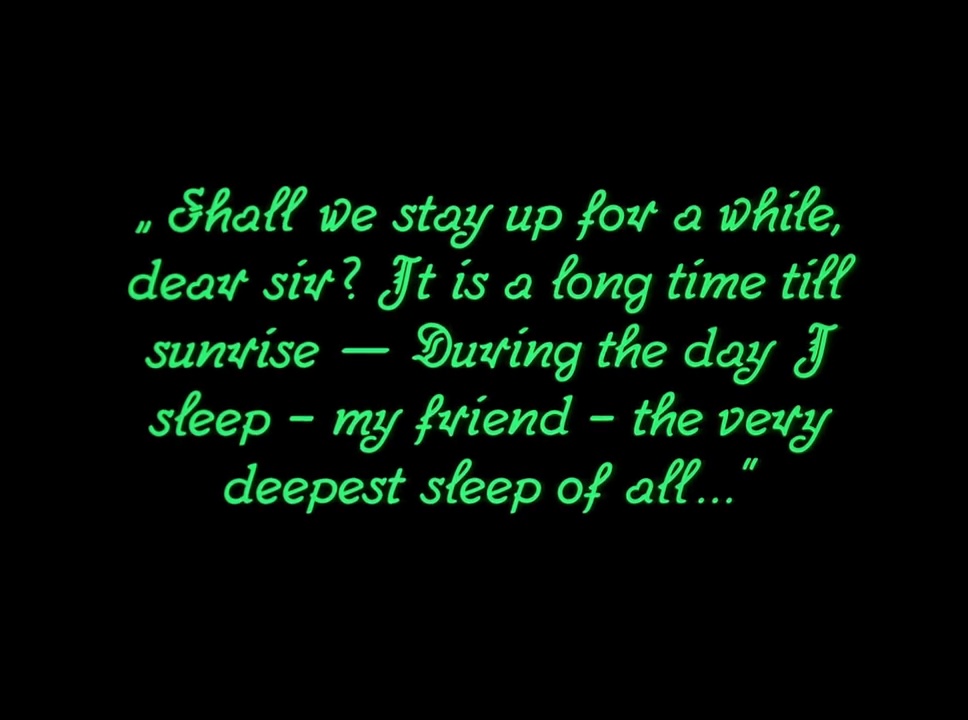 „Shall we stay up for a while,
dear sir? It is a long time till
sunrise — During the day I
sleep – my friend – the very
deepest sleep of all...“